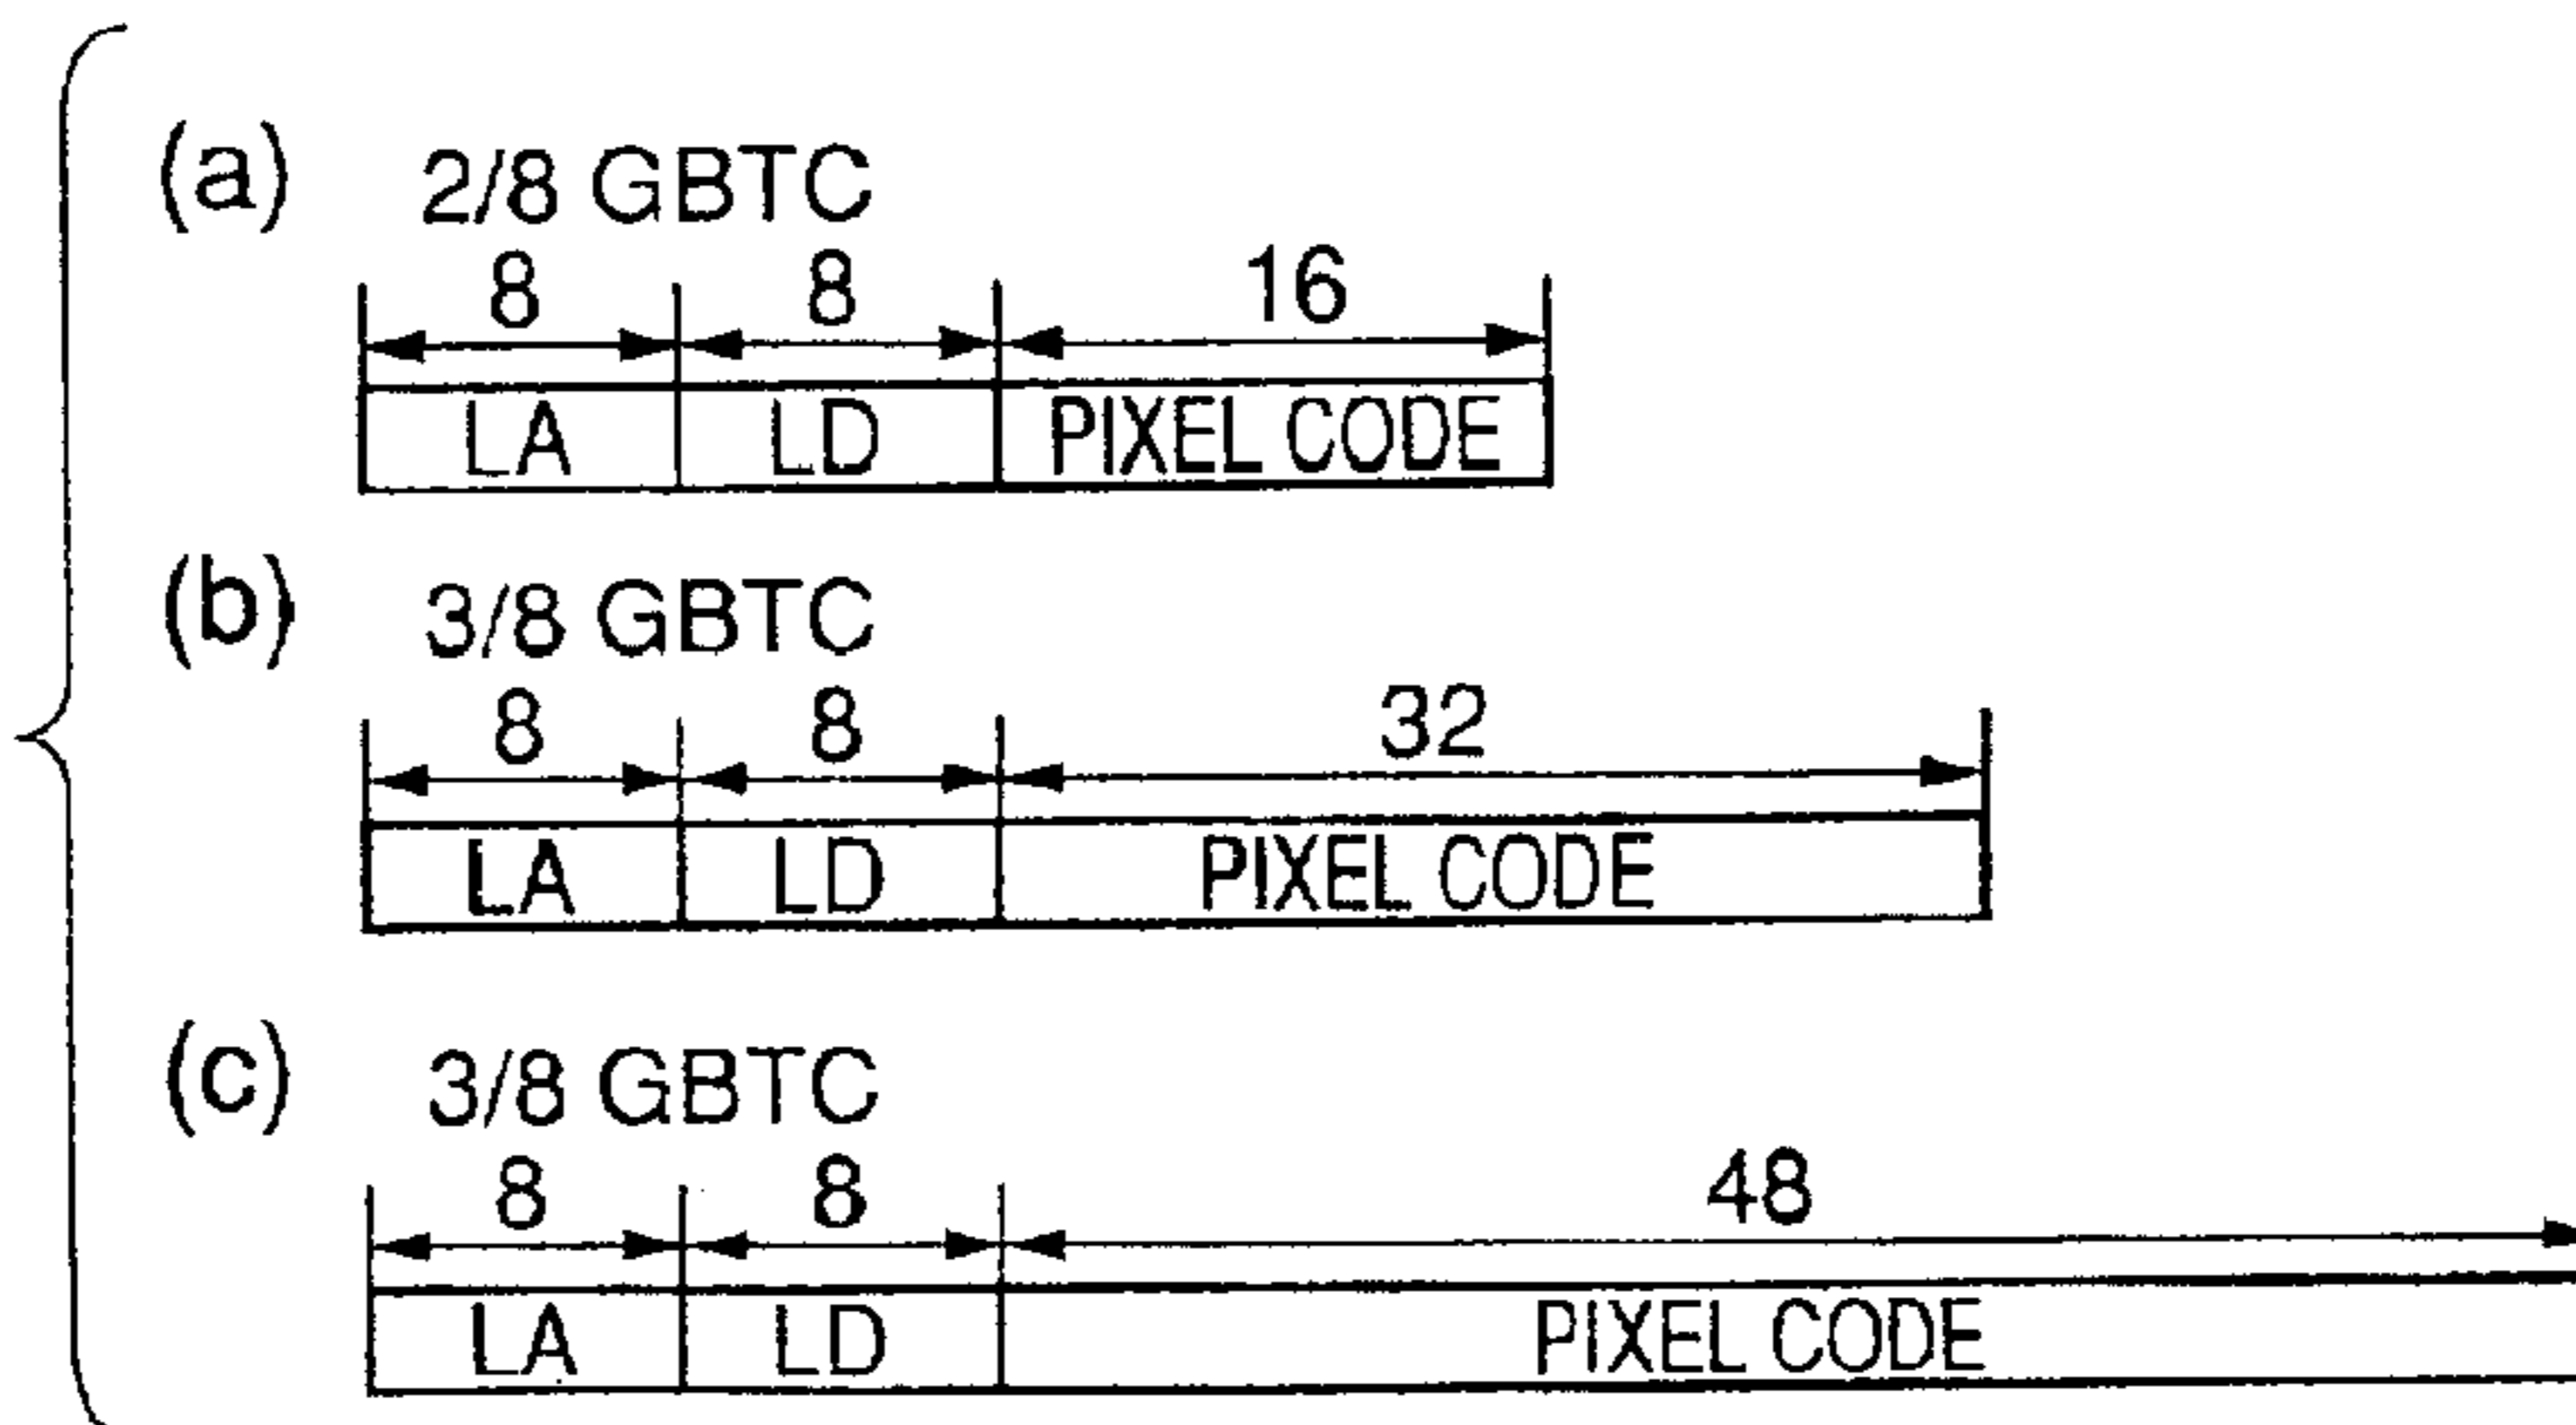 (a) 2/8 GBTC
8 8 16
LA LD PIXEL CODE
(b) 3/8 GBTC
8 8 32
LA LD PIXEL CODE
(c) 3/8 GBTC
8 8 48
LA LD PIXEL CODE